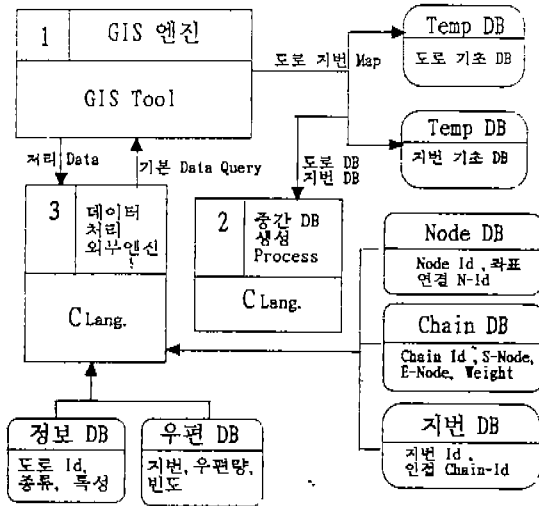 1
GIS 엔진
GIS Tool
도로 지번 Map
Temp DB
도로 기초 DB
Temp DB
지번 기초 DB
처리 Data
기본 Data Query
도로 DB
지번 DB
3
데이터
처리
외부엔진
C Lang.
2
중간 DB
생성
Process
C Lang.
Node DB
Node Id, 좌표
연결 N-Id
Chain DB
Chain Id, S-Node,
E-Node, Weight
지번 DB
지번 Id,
인접 Chain-Id
정보 DB
도로 Id,
종류, 특성
우편 DB
지번, 우편량,
빈도